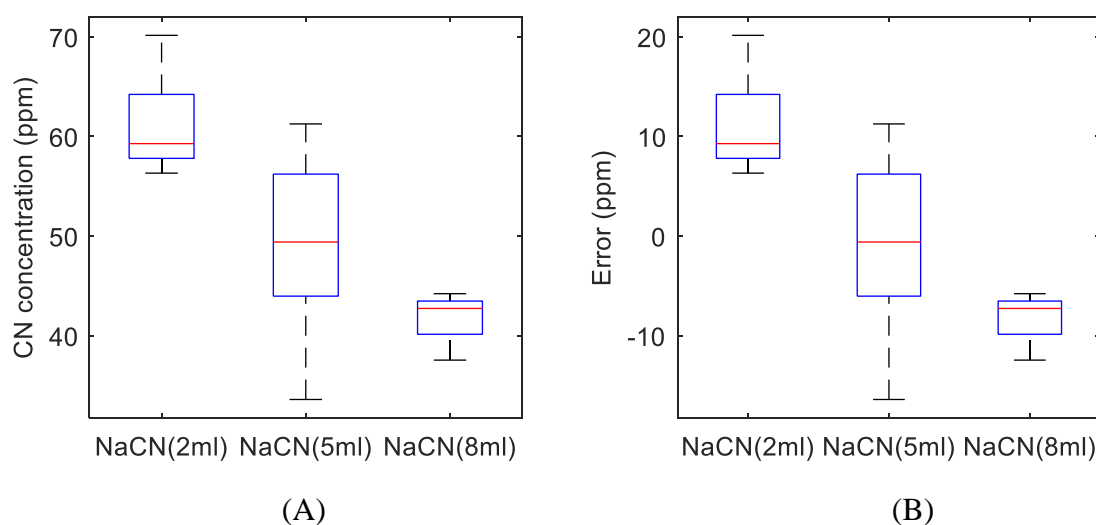 CN concentration (ppm)
70
60
50
40
NaCN(2ml) NaCN(5ml) NaCN(8ml)
(A)
Error (ppm)
20
10
0
-10
NaCN(2ml) NaCN(5ml) NaCN(8ml)
(B)